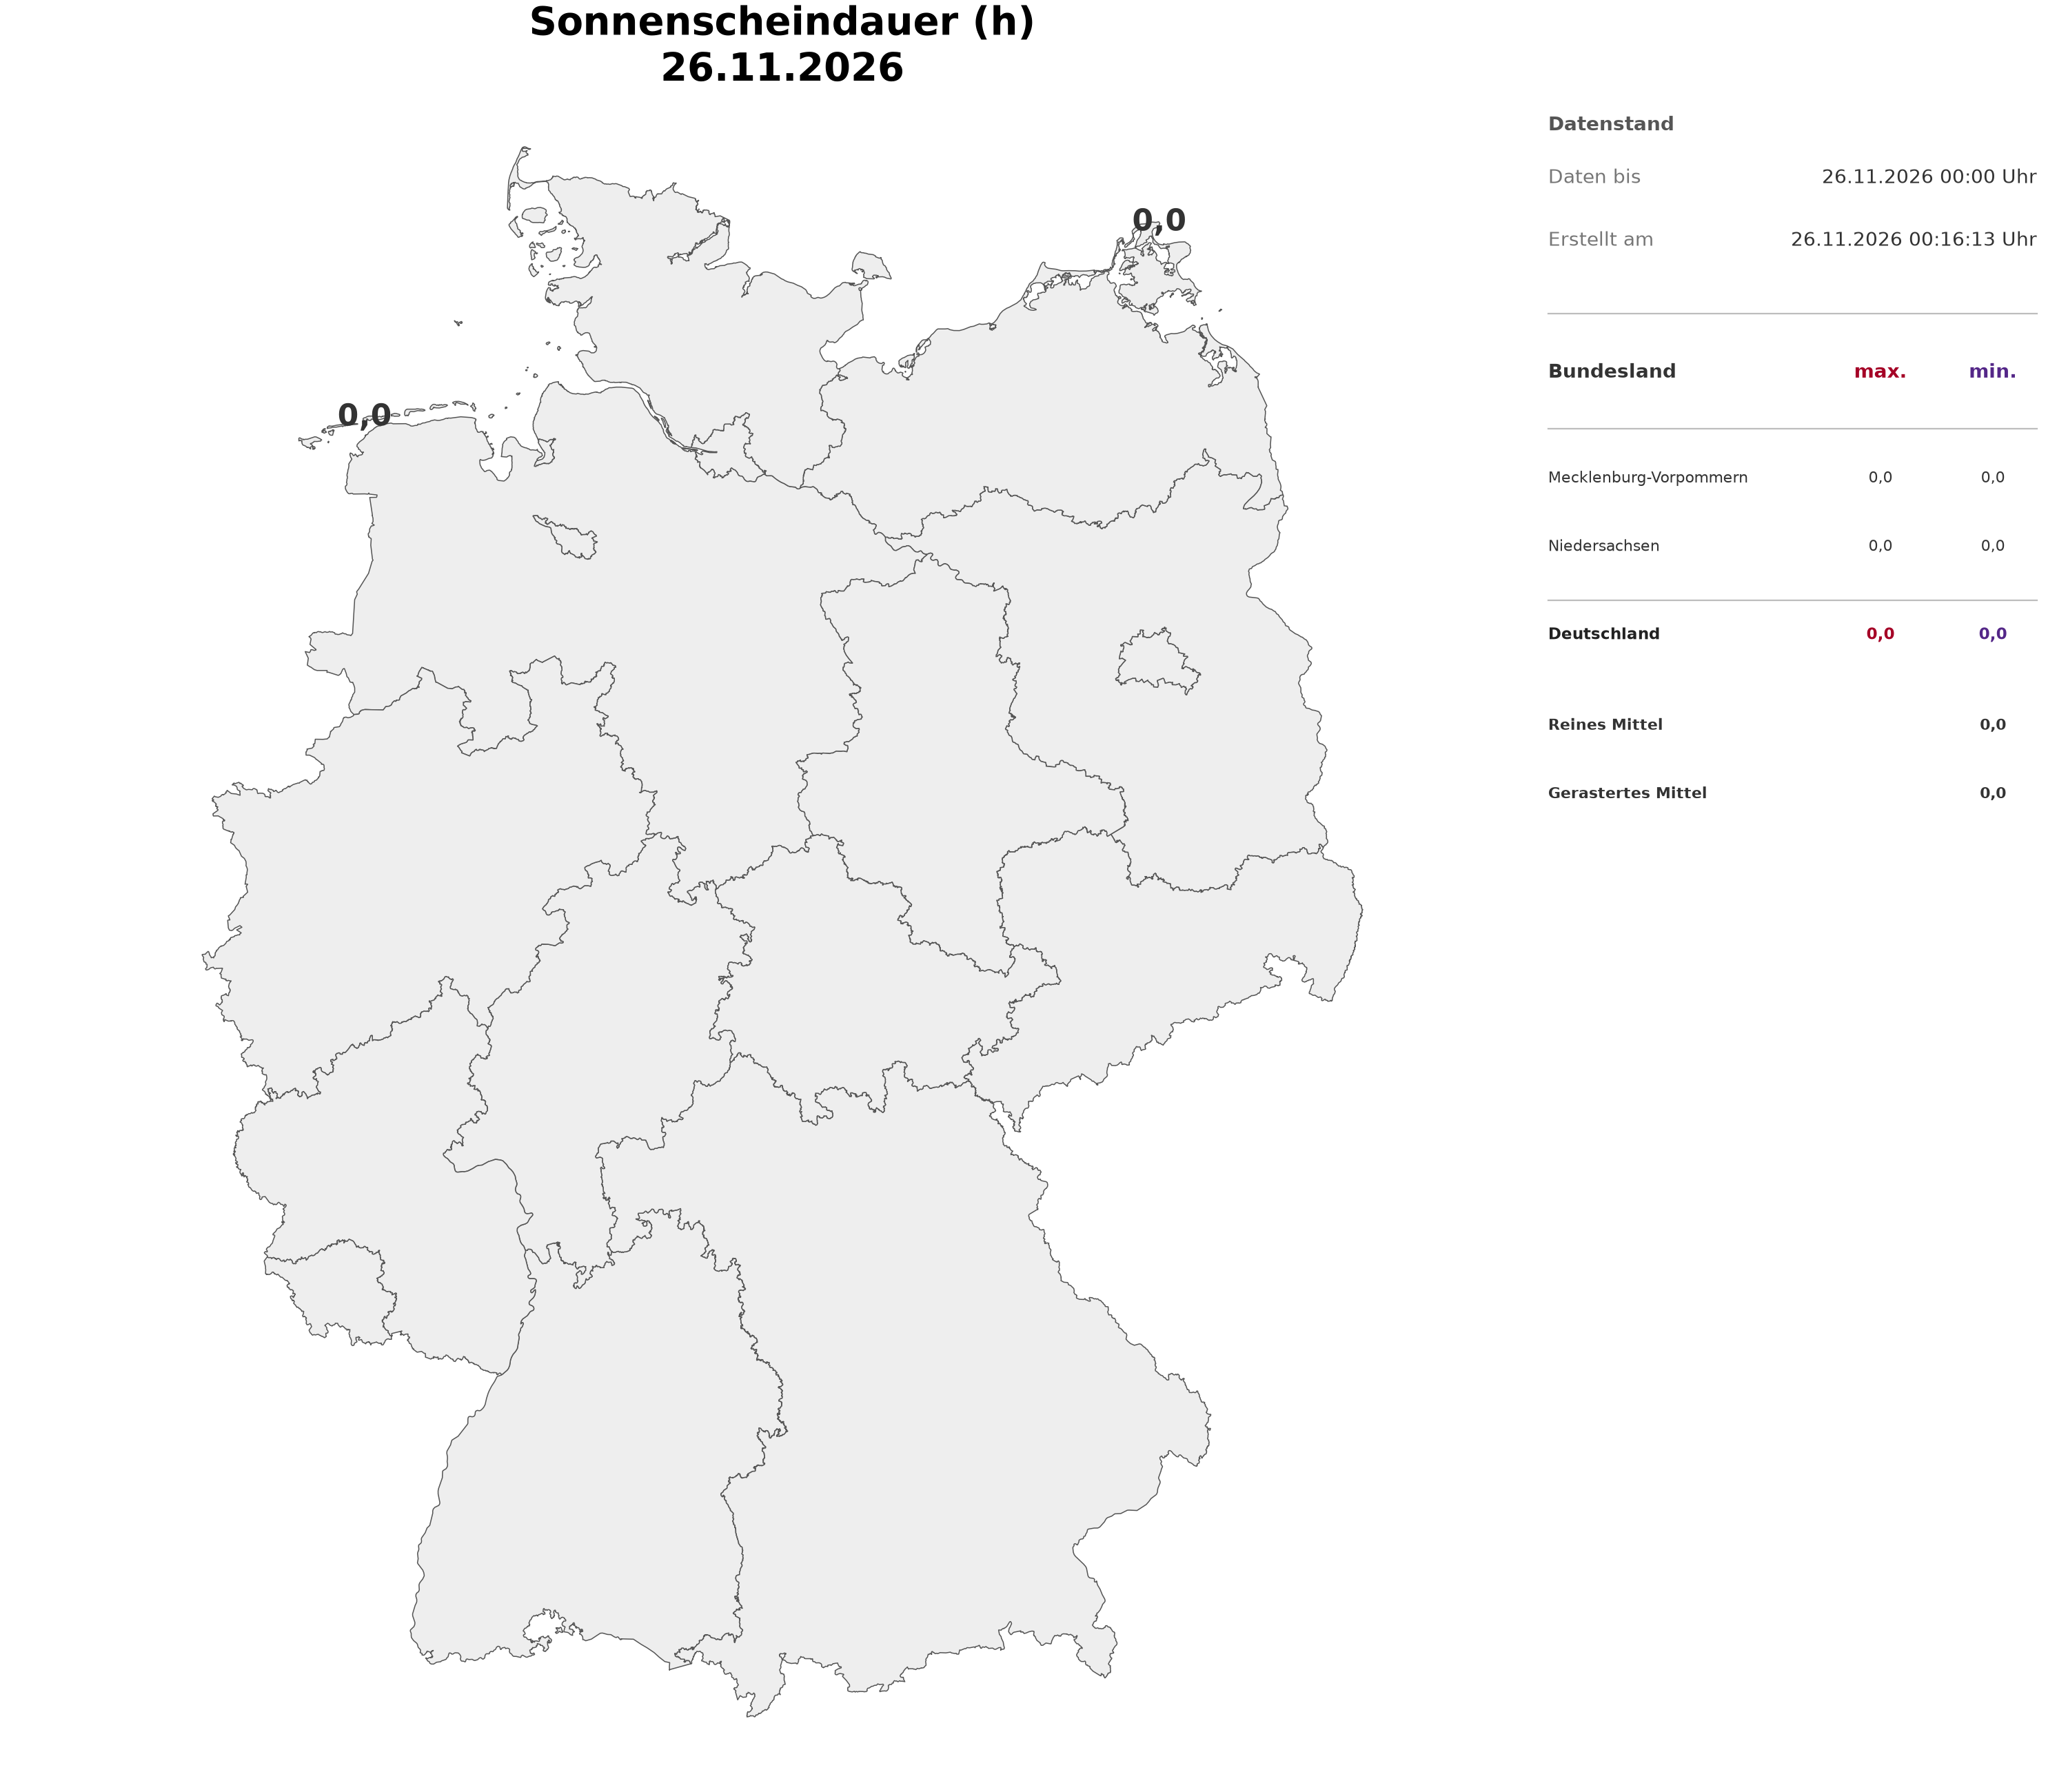 Sonnenscheindauer (h)
26.11.2026
0,0
0,0
Datenstand
Daten bis 26.11.2026 00:00 Uhr
Erstellt am 26.11.2026 00:16:13 Uhr
Bundesland max. min.
Mecklenburg-Vorpommern 0,0 0,0
Niedersachsen 0,0 0,0
Deutschland 0,0 0,0
Reines Mittel 0,0
Gerastertes Mittel 0,0